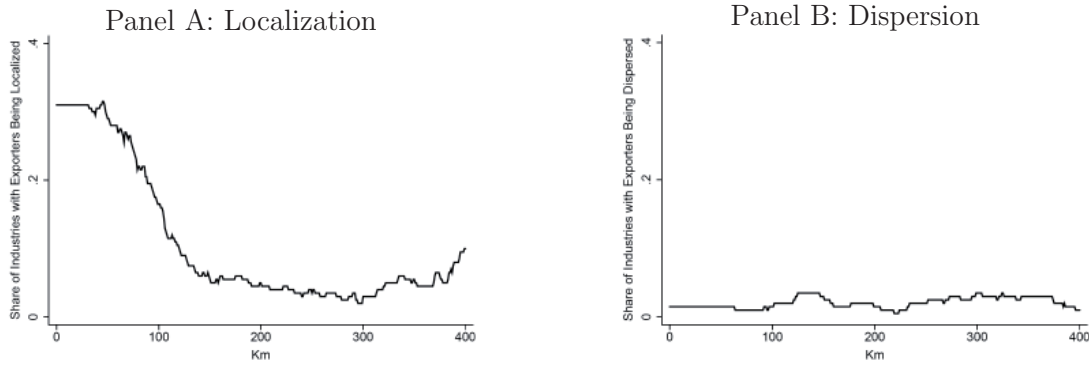 Panel A: Localization
Share of Industries with Exporters Being Localized
.4
.2
0
0 100 200 300 400
Km
Panel B: Dispersion
Share of Industries with Exporters Being Dispersed
.4
.2
0
0 100 200 300 400
Km